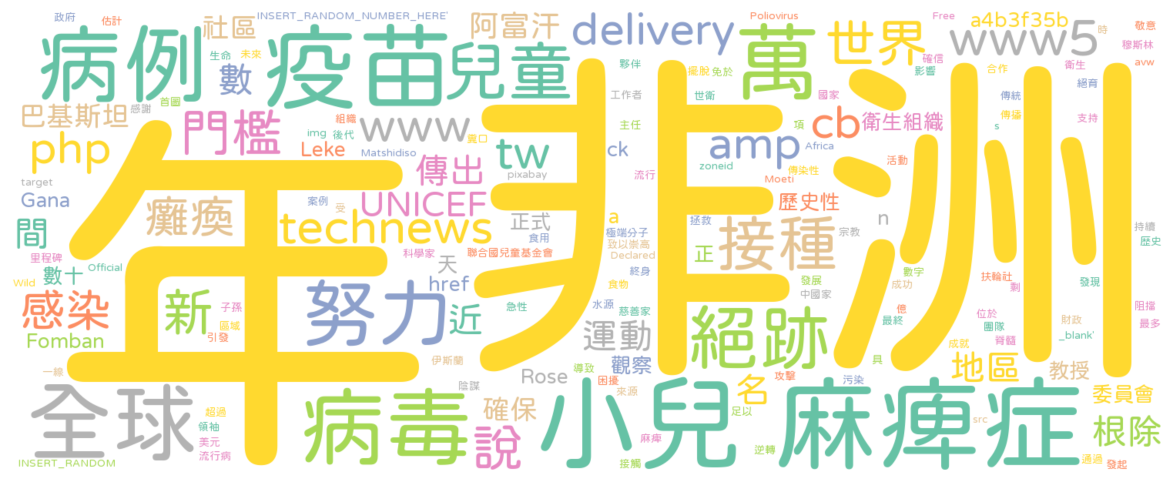 INSERT_RANDOM_NUMBER_HERE'
Poliovirus
Free
政府
估計
社區
阿富汗
delivery
世界
a4b3f35b
敬意
病例
疫苗
兒童
萬
www5
時
穆斯林
生命
未來
夥伴
擺脫
免於
確信
影響
合作
衛生
avw
數
首圖
工作者
世衛
國家
傳統
絕育
巴基斯坦
感謝
門檻
組織
www
cb
衛生組織
傳播
支持
img
後代
窗口
主任
項
php
Leke
Matshidiso
tw
ck
amp
Africa
s
傳出
pixabay
zoneid
傳染性
活動
target
Gana
案例
受
UNICEF
流行
Moeti
歷史性
癱瘓
technews
正式
a
拯救
接種
n
宗教
持續
間
食用
極端分子
致以崇高
歷史
里程碑
科學家
聯合國兒童基金會
Declared
正
數十
Official
天
終身
數字
扶輪社
Wild
href
食物
發展
成功
發現
感染
新
子孫
努力
急性
水源
中國家
億
剩
區域
近
慈善家
最終
位於
財政
阻擋
Fomban
引發
運動
絕跡
團隊
最多
年
非洲
成就
_blank'
伊斯蘭
觀察
具
脊髓
一線
陰謀
Rose
導致
困擾
攻擊
地區
教授
全球
超過
病毒
確保
來源
名
污染
委員會
領袖
美元
說
小兒
足以
麻痺症
src
根除
流行病
麻痺
逆轉
通過
INSERT_RANDOM
接觸
發起